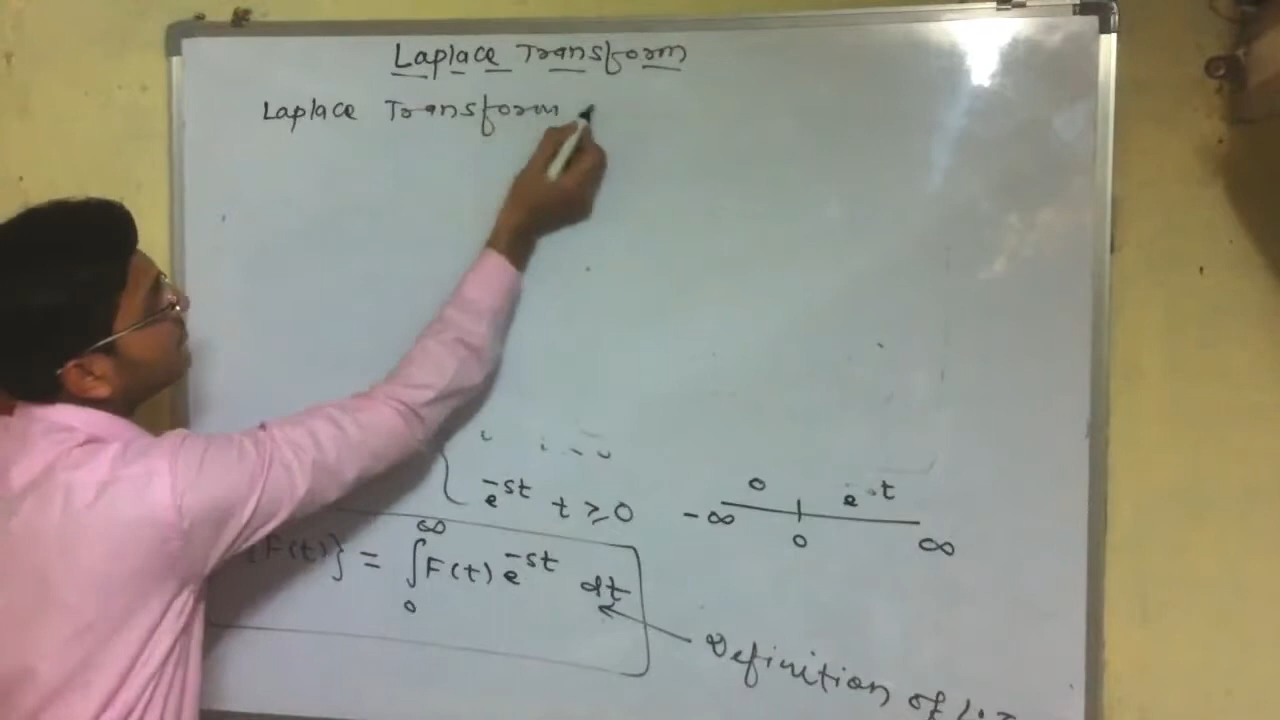 Laplace Transform
Laplace Transform
e^-st t ≥ 0
0 e t
-∞ 0 ∞
{F(t)} = ∫₀^∞ F(t) e^-st dt
Definition of